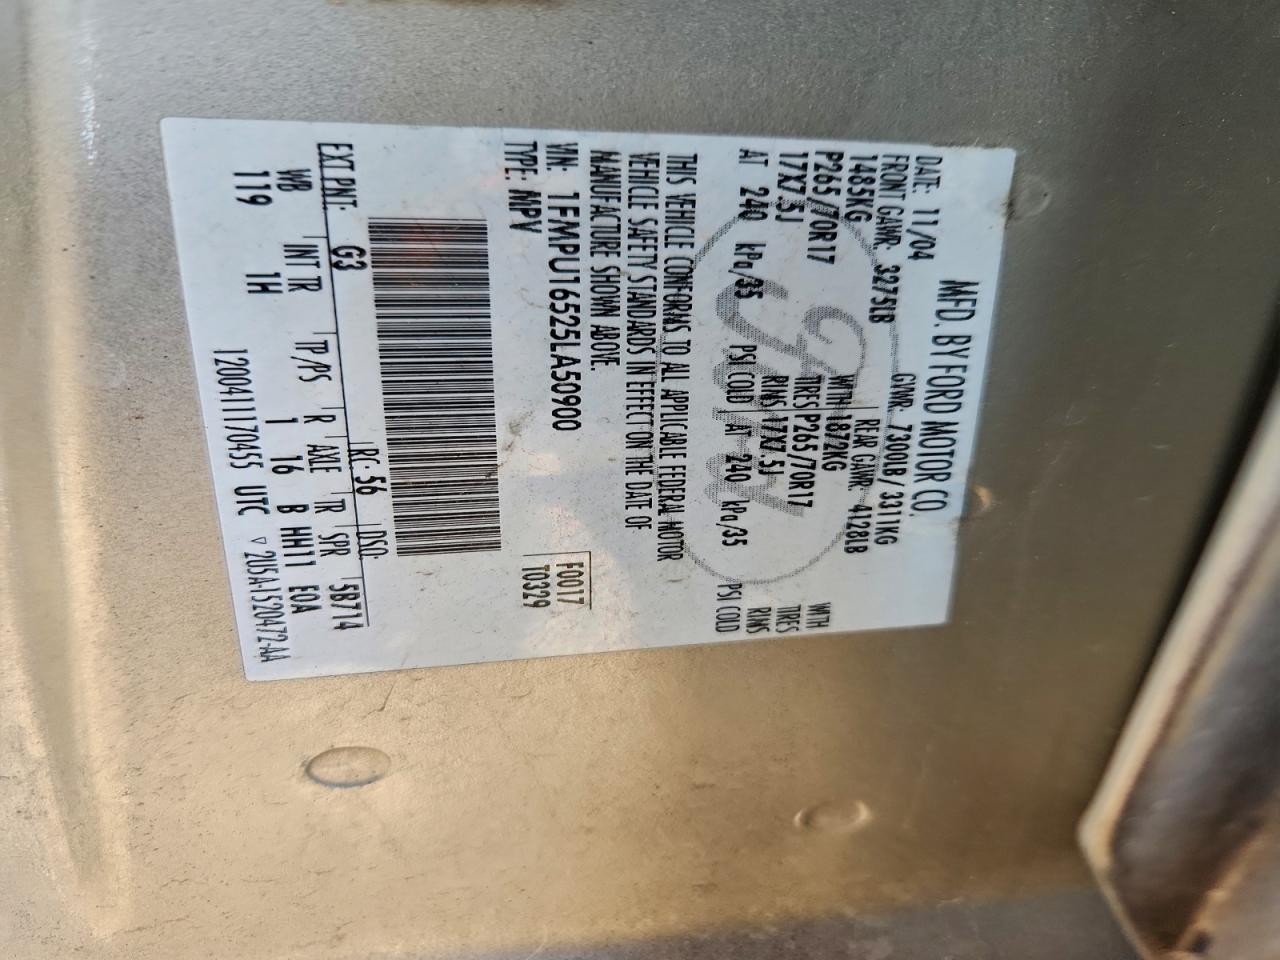 MFD. BY FORD MOTOR CO.
DATE: 11/04 GVWR: 7300LB/ 3311KG
FRONT GAWR: 3275LB REAR GAWR: 4128LB
1485KG WITH 1872KG WITH
P265/70R17 TIRES P265/70R17 TIRES
17X7.5J RIMS 17X7.5J RIMS
AT 240 kPa/35 PSI COLD AT 240 kPa/35 PSI COLD
THIS VEHICLE CONFORMS TO ALL APPLICABLE FEDERAL MOTOR
VEHICLE SAFETY STANDARDS IN EFFECT ON THE DATE OF
MANUFACTURE SHOWN ABOVE.
VIN: 1FMPU16525LA50900 F0017
TYPE: MPV T0329
EXT PNT: G3 RC: 56 DSO:
WB INT TR TP/PS R AXLE TR SPR 5B714
119 1H 1 16 B HH11 E0A
120041117O455 UTC ▽ 2U5A-1520472-AA
Ford